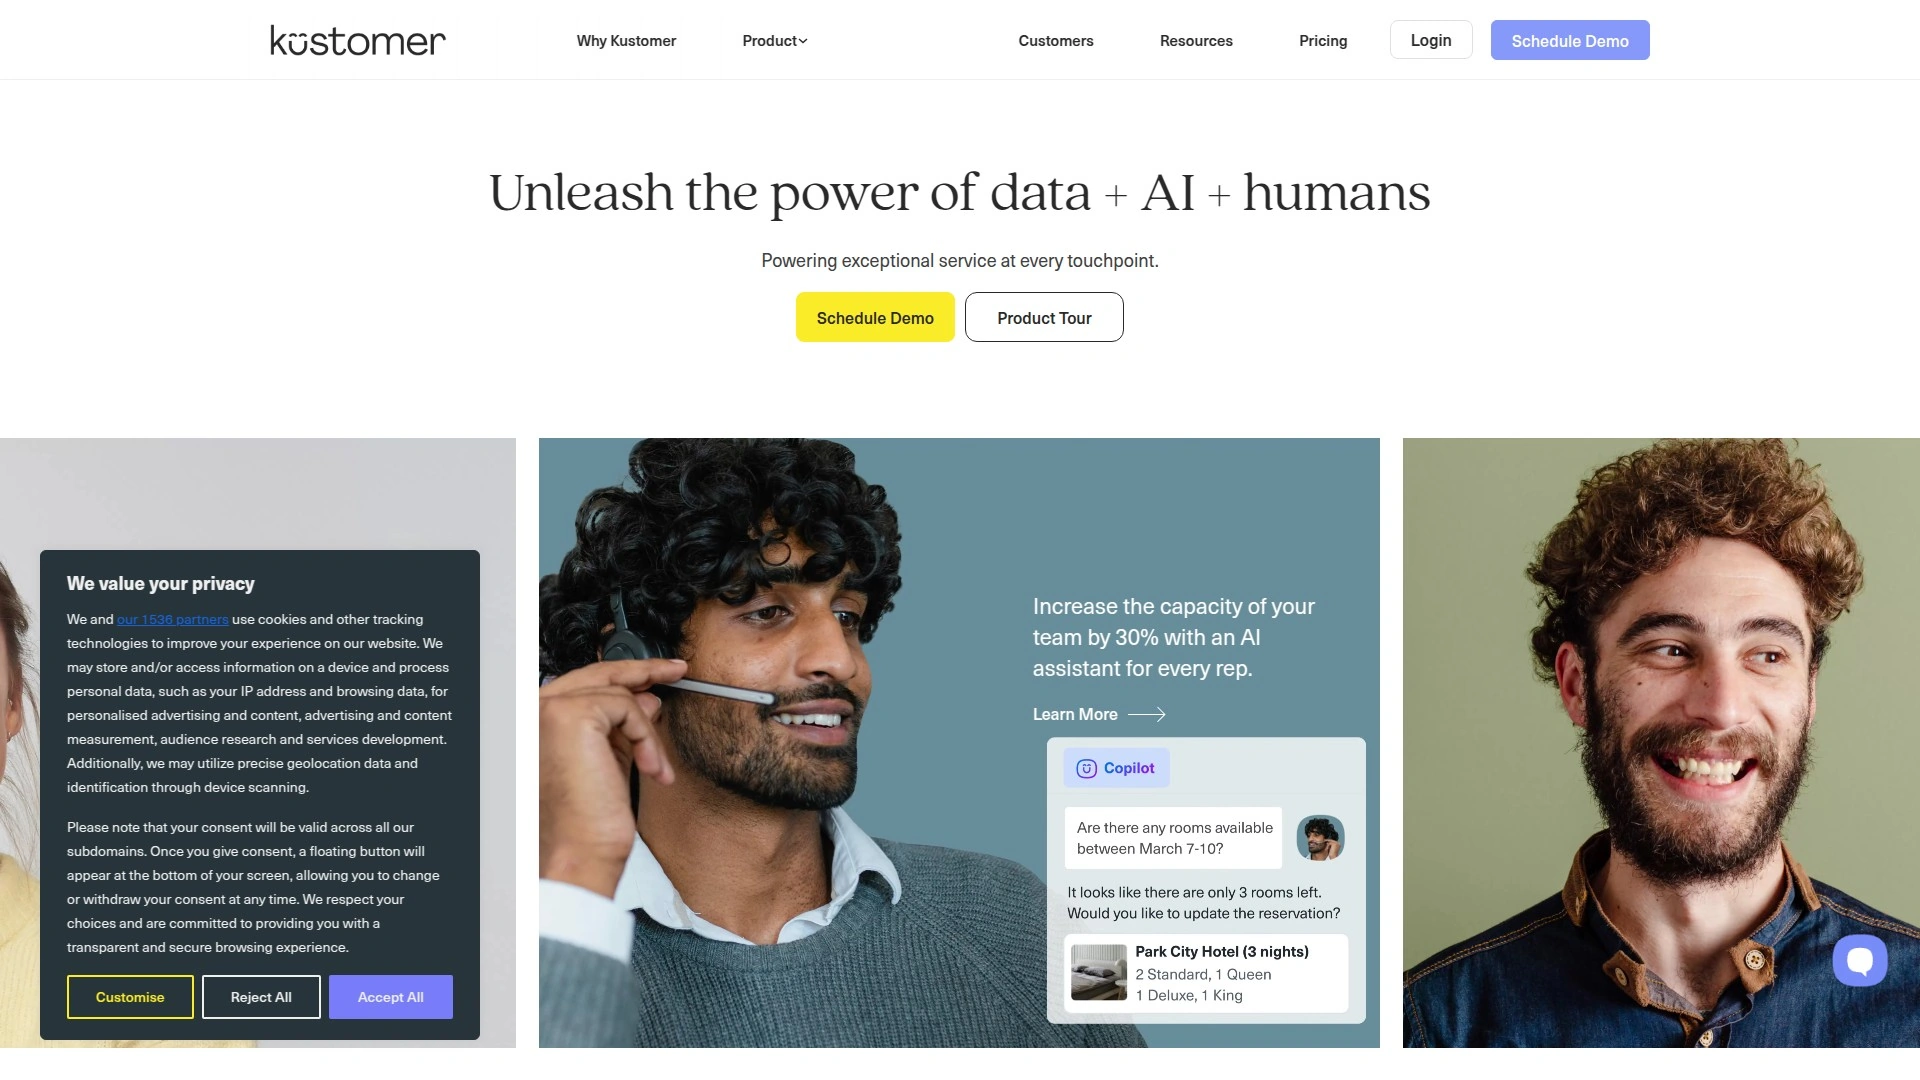 kustomer
Why Kustomer
Product
Customers
Resources
Pricing
Login
Schedule Demo
Unleash the power of data + AI + humans
Powering exceptional service at every touchpoint.
Schedule Demo
Product Tour
We value your privacy
We and our 1536 partners use cookies and other tracking
technologies to improve your experience on our website. We
may store and/or access information on a device and process
personal data, such as your IP address and browsing data, for
personalised advertising and content, advertising and content
measurement, audience research and services development.
Additionally, we may utilize precise geolocation data and
identification through device scanning.
Please note that your consent will be valid across all our
subdomains. Once you give consent, a floating button will
appear at the bottom of your screen, allowing you to change
or withdraw your consent at any time. We respect your
choices and are committed to providing you with a
transparent and secure browsing experience.
Customise
Reject All
Accept All
Increase the capacity of your
team by 30% with an AI
assistant for every rep.
Learn More
Copilot
Are there any rooms available
between March 7-10?
It looks like there are only 3 rooms left.
Would you like to update the reservation?
Park City Hotel (3 nights)
2 Standard, 1 Queen
1 Deluxe, 1 King